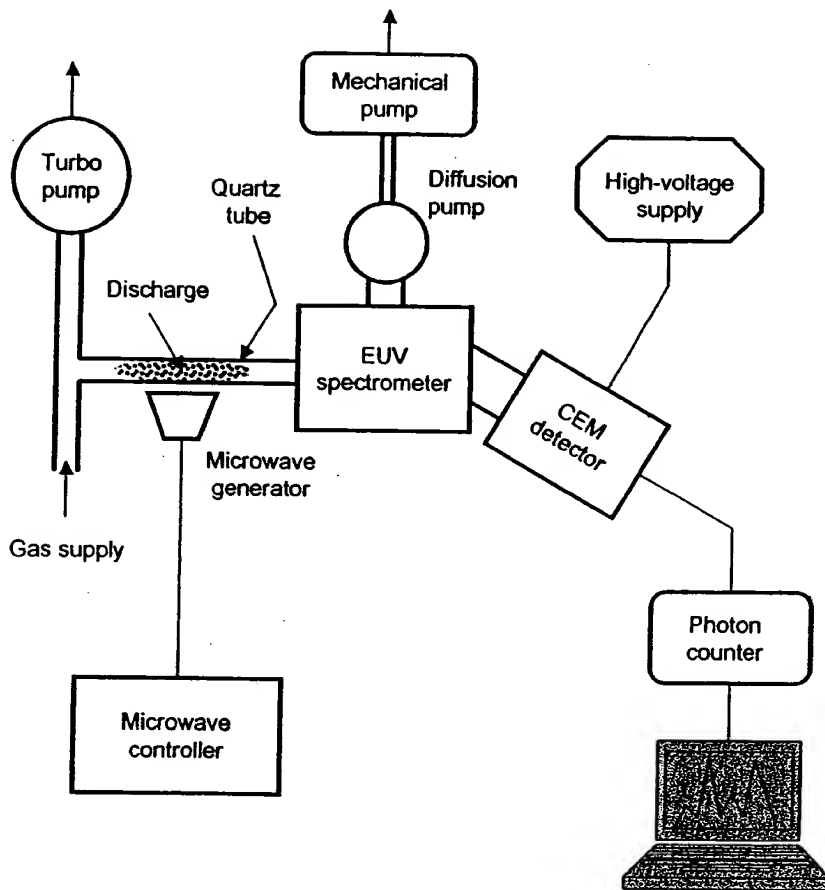 Mechanical
pump
Turbo
pump
Quartz
tube
Diffusion
pump
High-voltage
supply
Discharge
EUV
spectrometer
CEM
detector
Microwave
generator
Gas supply
Photon
counter
Microwave
controller